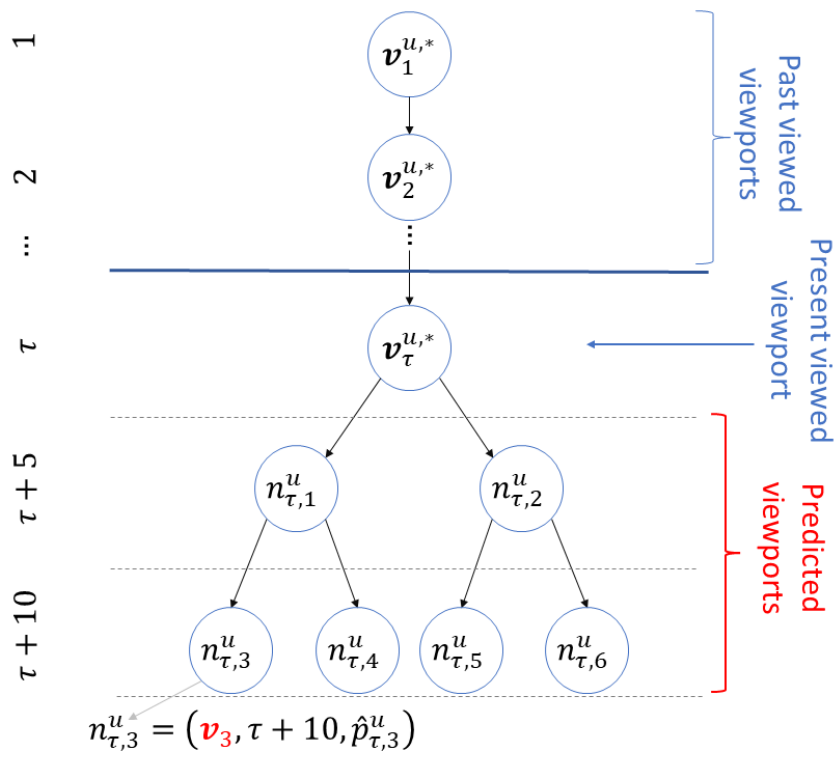 1
v_1^{u,*}
Past viewed
viewports
2
v_2^{u,*}
...
⋮
τ
v_τ^{u,*}
Present viewed
viewport
τ + 5
n_{τ,1}^u
n_{τ,2}^u
Predicted
viewports
τ + 10
n_{τ,3}^u
n_{τ,4}^u
n_{τ,5}^u
n_{τ,6}^u
n_{τ,3}^u = (v_3, τ + 10, p̂_{τ,3}^u)